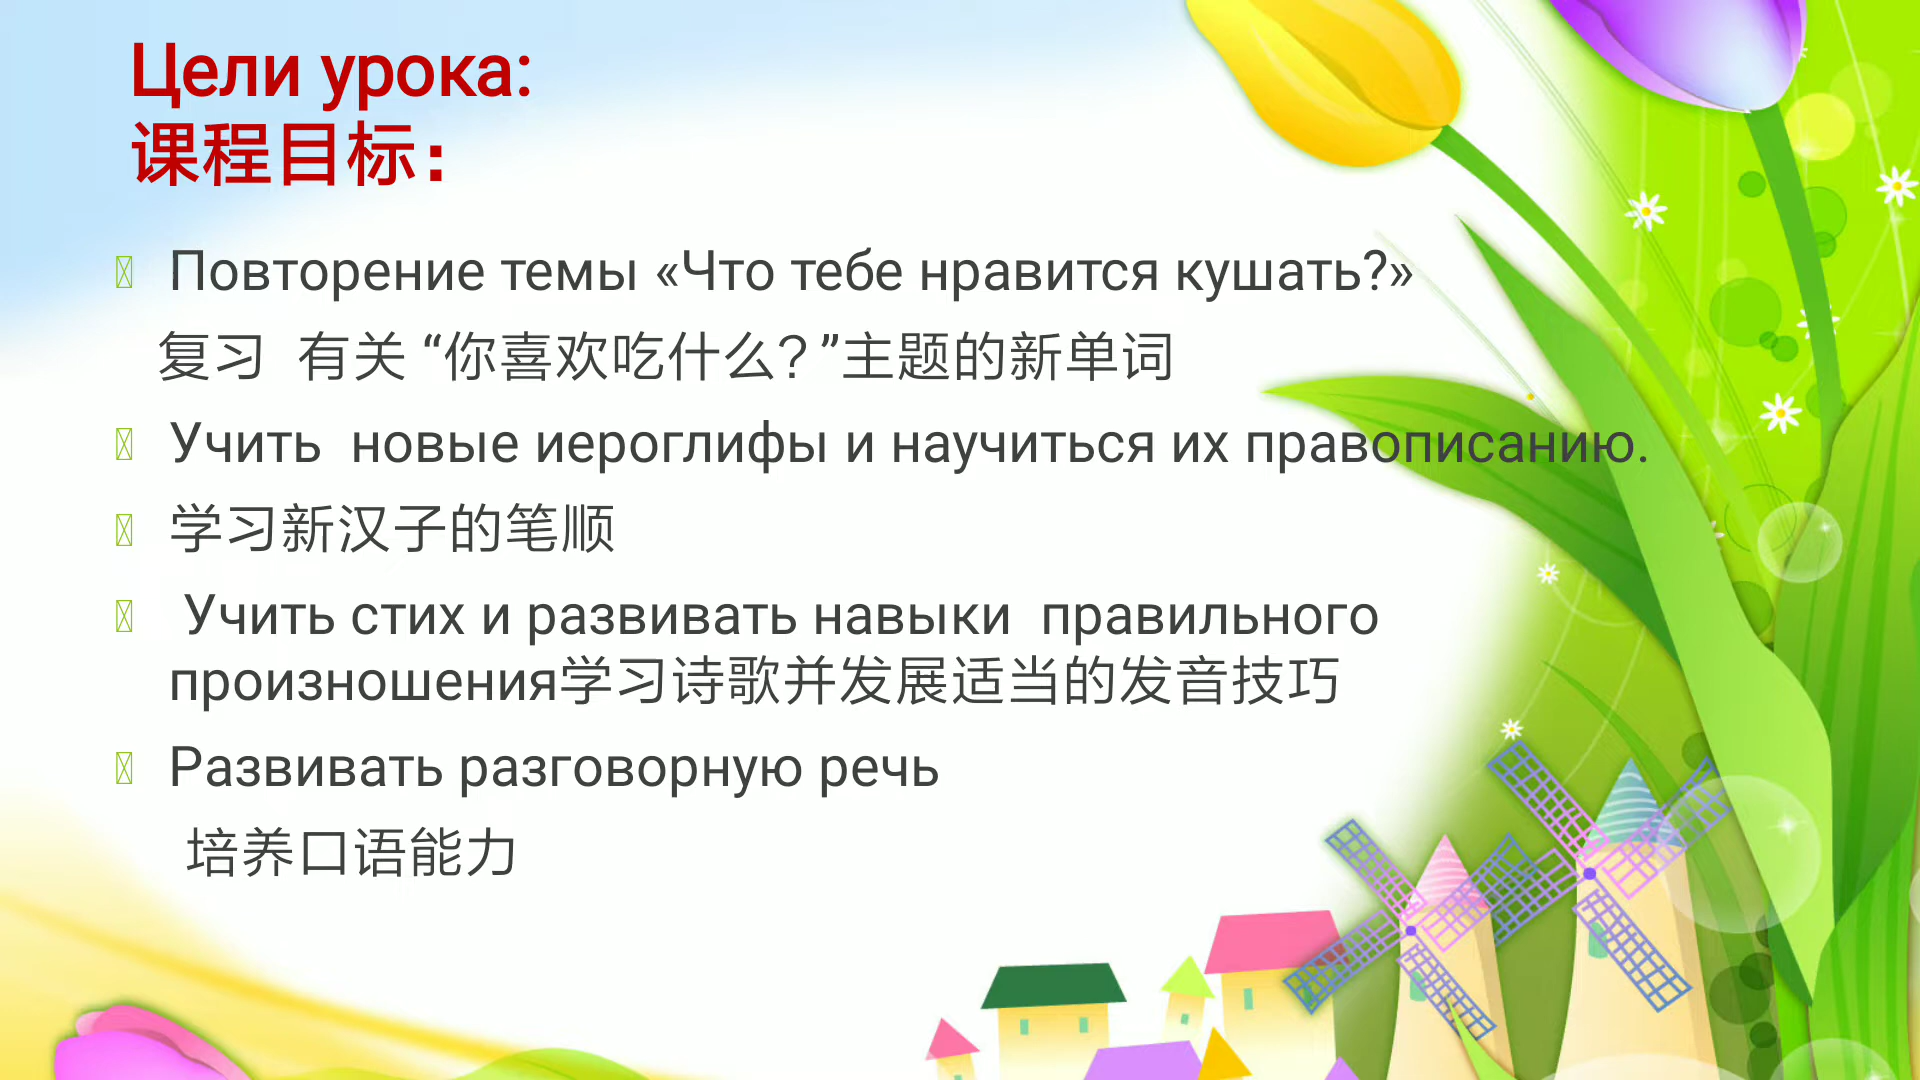 Цели урока:
课程目标：
Повторение темы «Что тебе нравится кушать?»
复习 有关 “你喜欢吃什么？”主题的新单词
Учить новые иероглифы и научиться их правописанию.
学习新汉子的笔顺
Учить стих и развивать навыки правильного
произношения学习诗歌并发展适当的发音技巧
Развивать разговорную речь
培养口语能力